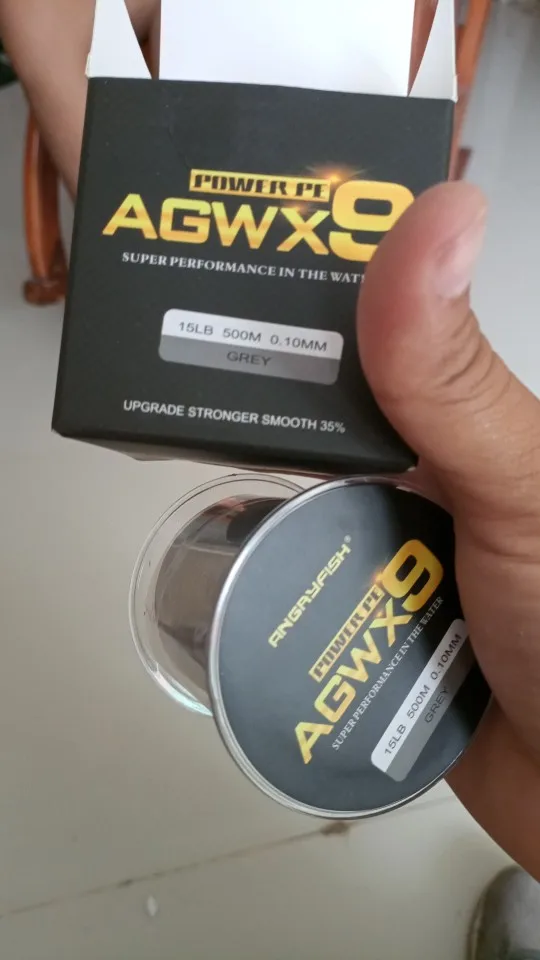 POWER PE
AGWX9
SUPER PERFORMANCE IN THE
15LB 500M 0.10MM
GREY
UPGRADE STRONGER SMOOTH 35%
ANGRYFISH®
POWER PE
AGWX9
SUPER PERFORMANCE IN THE WATER
15LB 500M 0.10MM
GREY